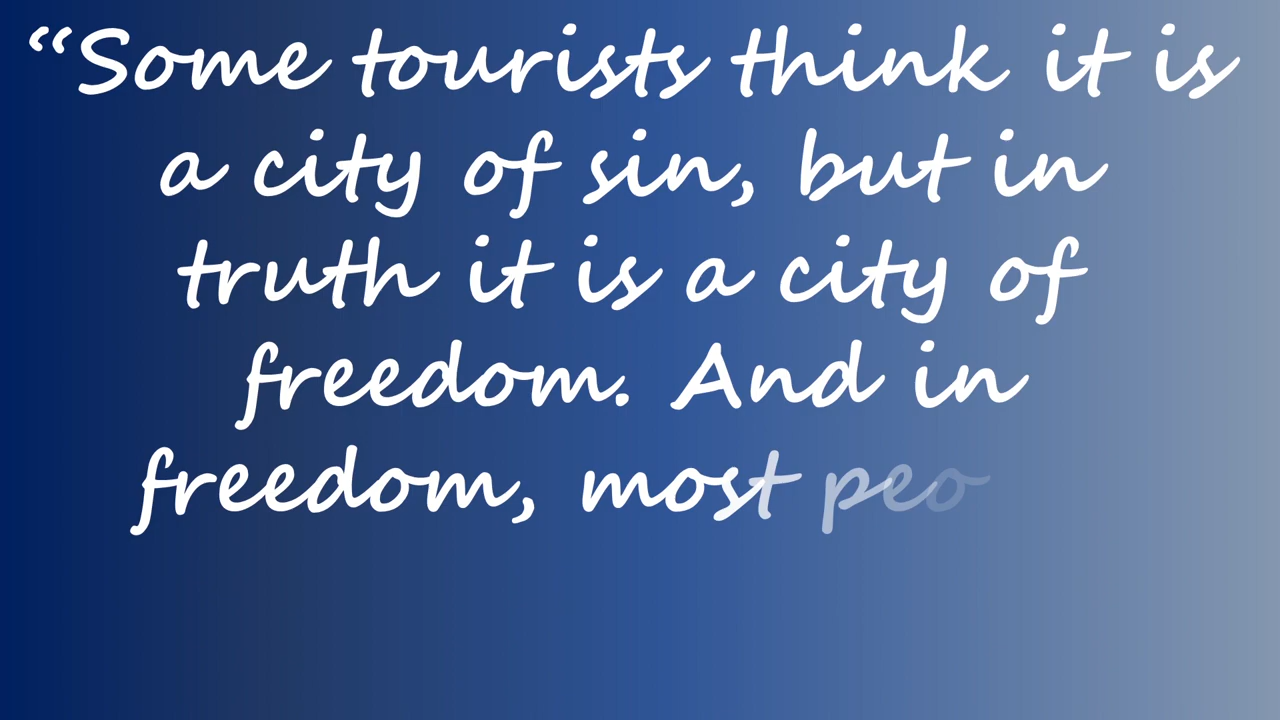 “Some tourists think it is
a city of sin, but in
truth it is a city of
freedom. And in
freedom, most peo